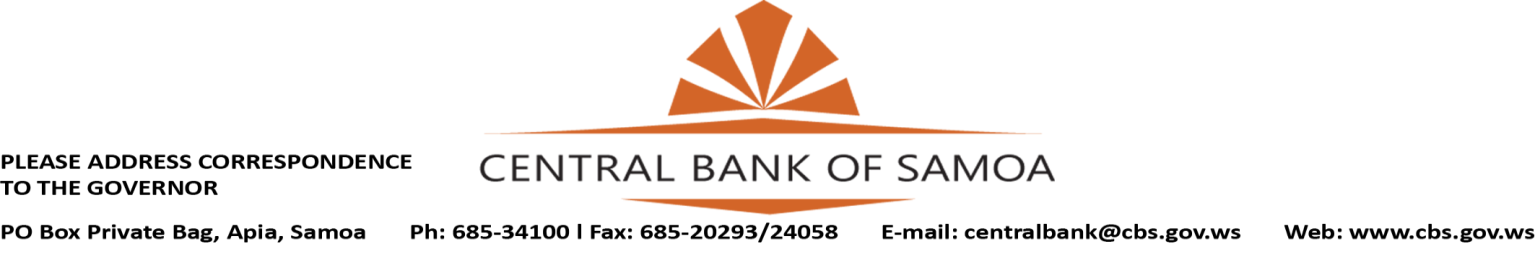 CENTRAL BANK OF SAMOA
PLEASE ADDRESS CORRESPONDENCE
TO THE GOVERNOR
PO Box Private Bag, Apia, Samoa Ph: 685-34100 l Fax: 685-20293/24058 E-mail: centralbank@cbs.gov.ws Web: www.cbs.gov.ws